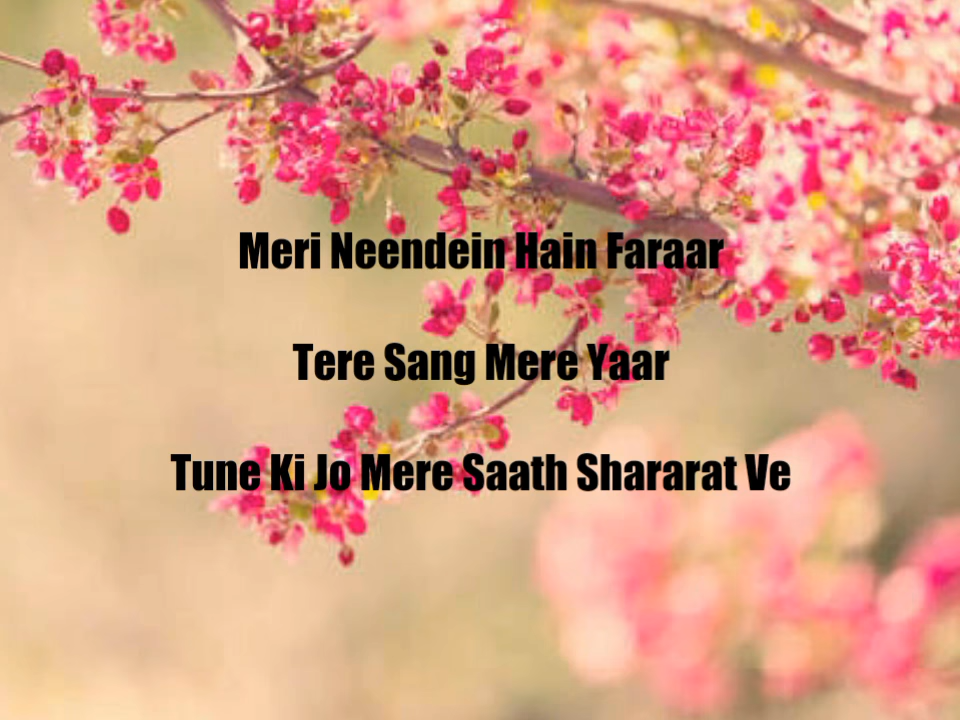 Meri Neendein Hain Faraar
Tere Sang Mere Yaar
Tune Ki Jo Mere Saath Shararat Ve